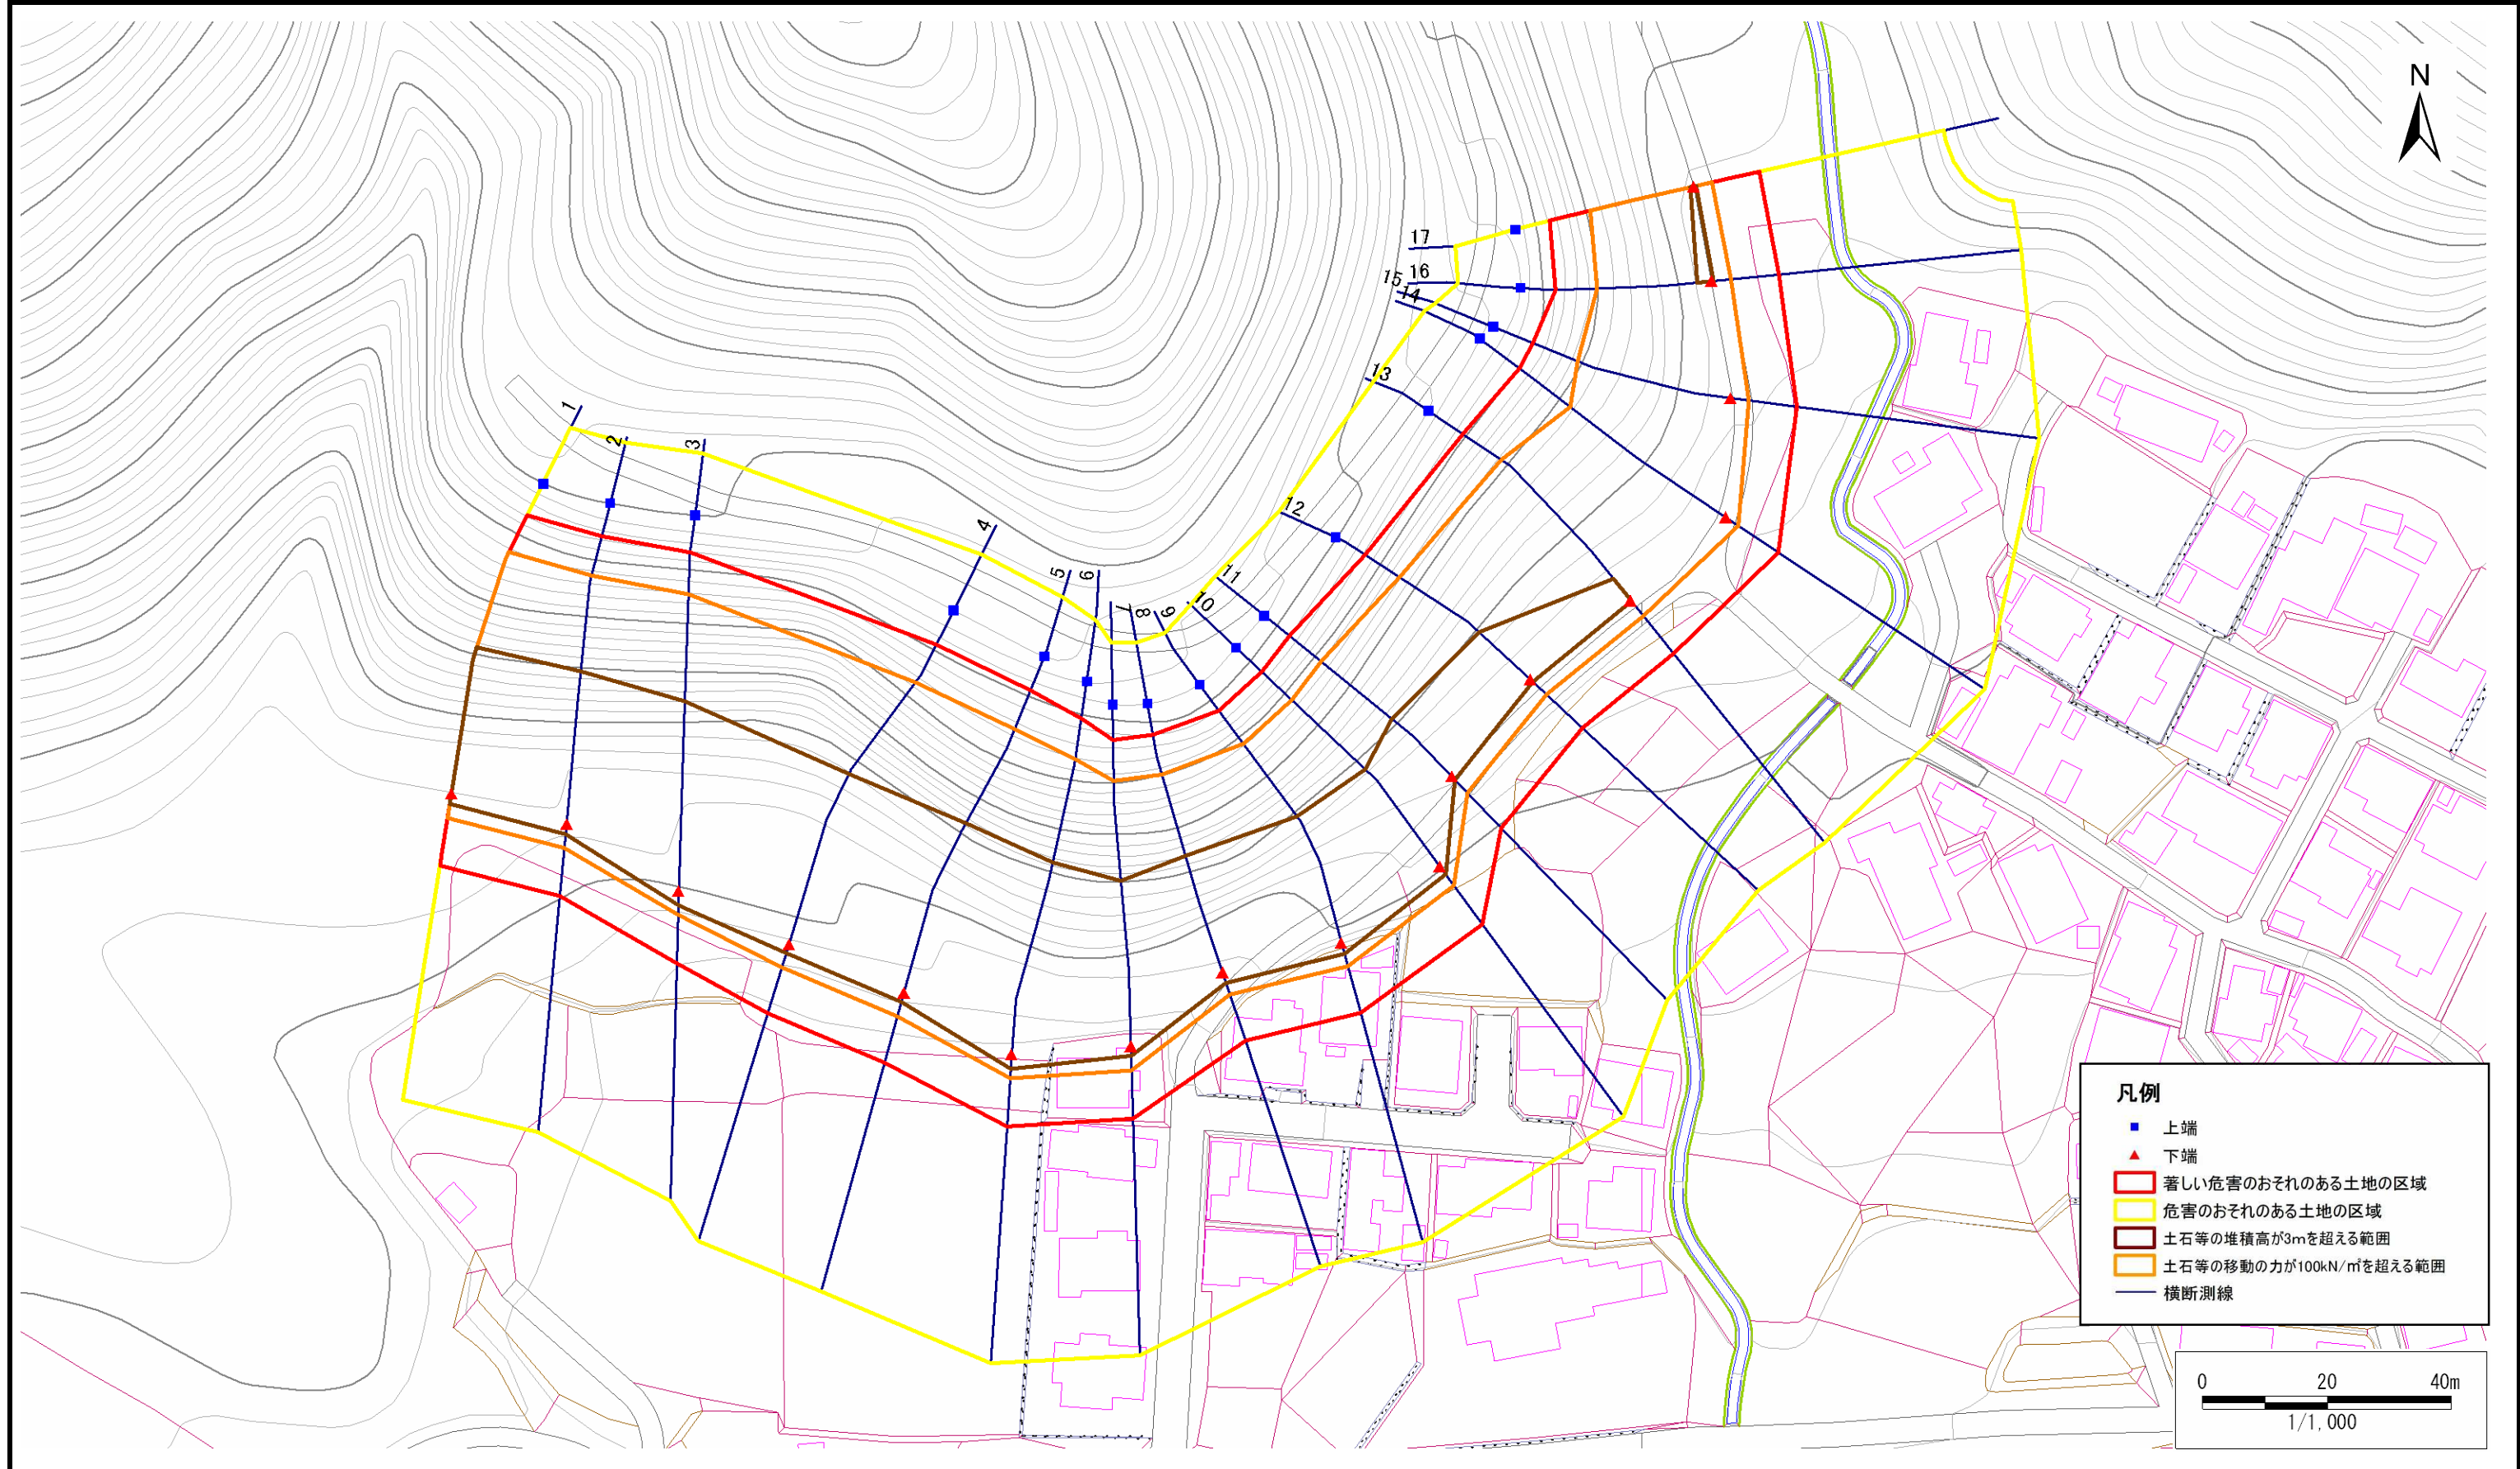 N
17
16
15
14
13
1
2
3
12
4
5
6
11
7
8
9
10
凡例
上端
下端
著しい危害のおそれのある土地の区域
危害のおそれのある土地の区域
土石等の堆積高が3mを超える範囲
土石等の移動の力が100kN/㎡を超える範囲
横断測線
0 20 40m
1/1,000